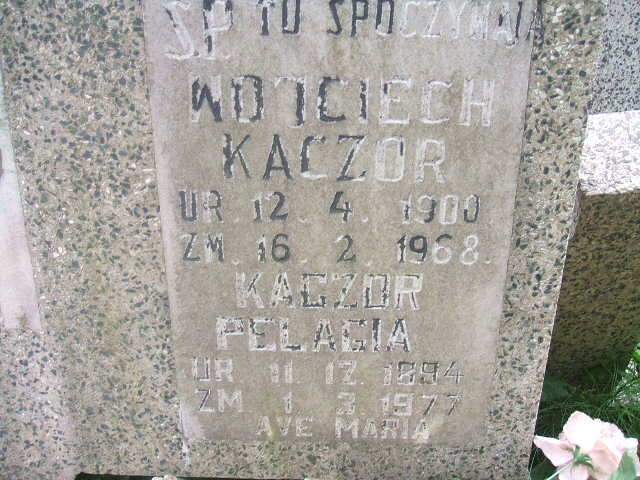 Ś.P. TU SPOCZYWAJĄ
WOJCIECH
KACZOR
UR. 12. 4. 1900
ZM. 16. 2. 1968.
KACZOR
PELAGIA
UR. 11. 12. 1894
ZM. 1 3. 1977
AVE MARIA